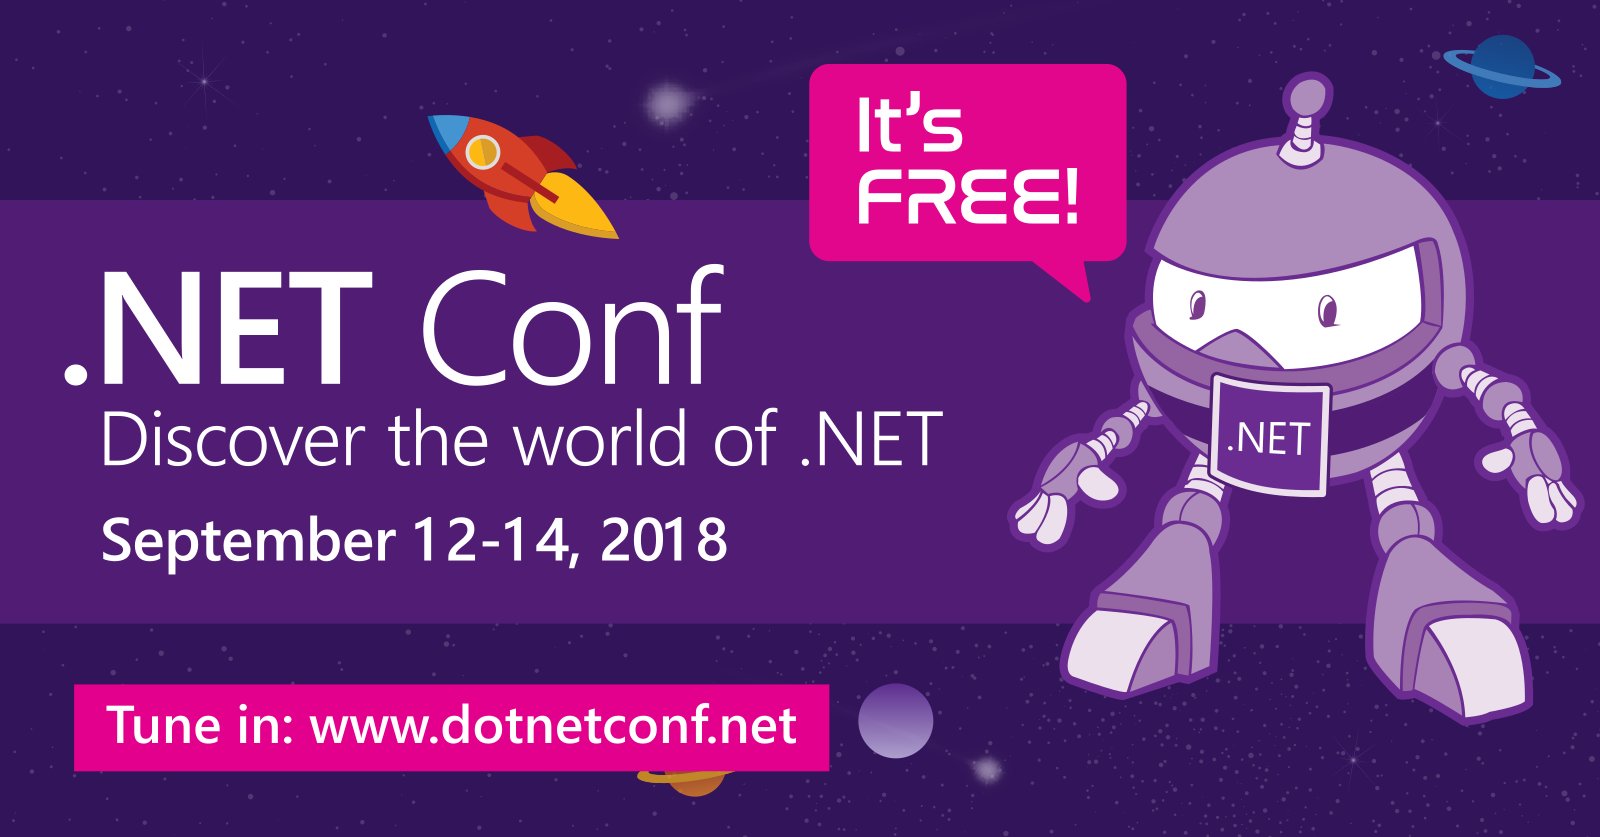 It's
FREE!
.NET Conf
Discover the world of .NET
September 12-14, 2018
Tune in: www.dotnetconf.net
.NET